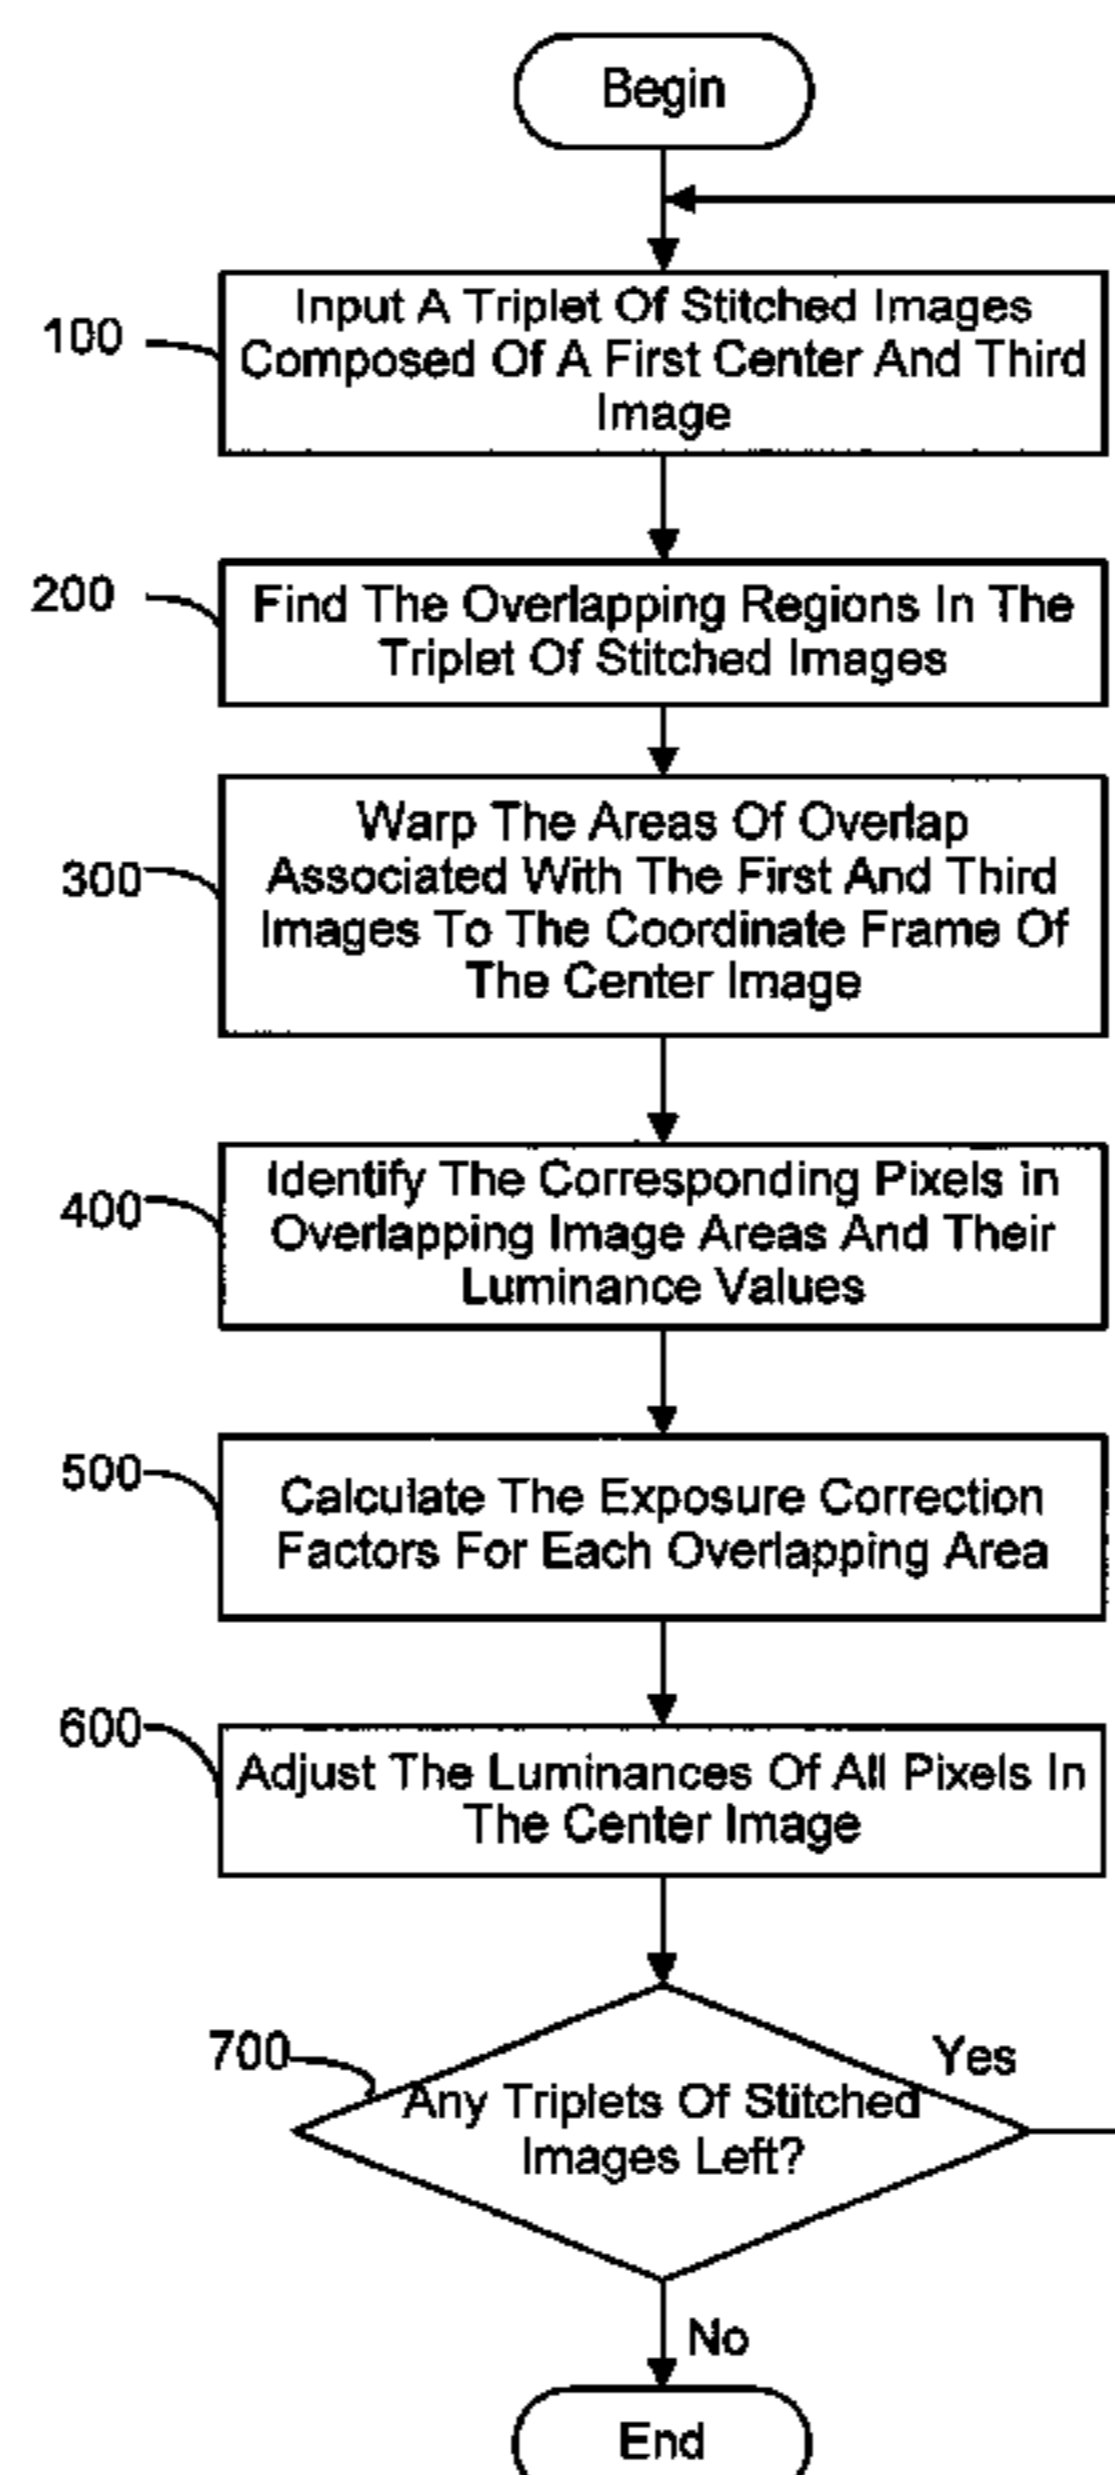 Begin
100
Input A Triplet Of Stitched Images
Composed Of A First Center And Third
Image
200
Find The Overlapping Regions In The
Triplet Of Stitched Images
300
Warp The Areas Of Overlap
Associated With The First And Third
Images To The Coordinate Frame Of
The Center Image
400
Identify The Corresponding Pixels in
Overlapping Image Areas And Their
Luminance Values
500
Calculate The Exposure Correction
Factors For Each Overlapping Area
600
Adjust The Luminances Of All Pixels In
The Center Image
700
Yes
Any Triplets Of Stitched
Images Left?
No
End